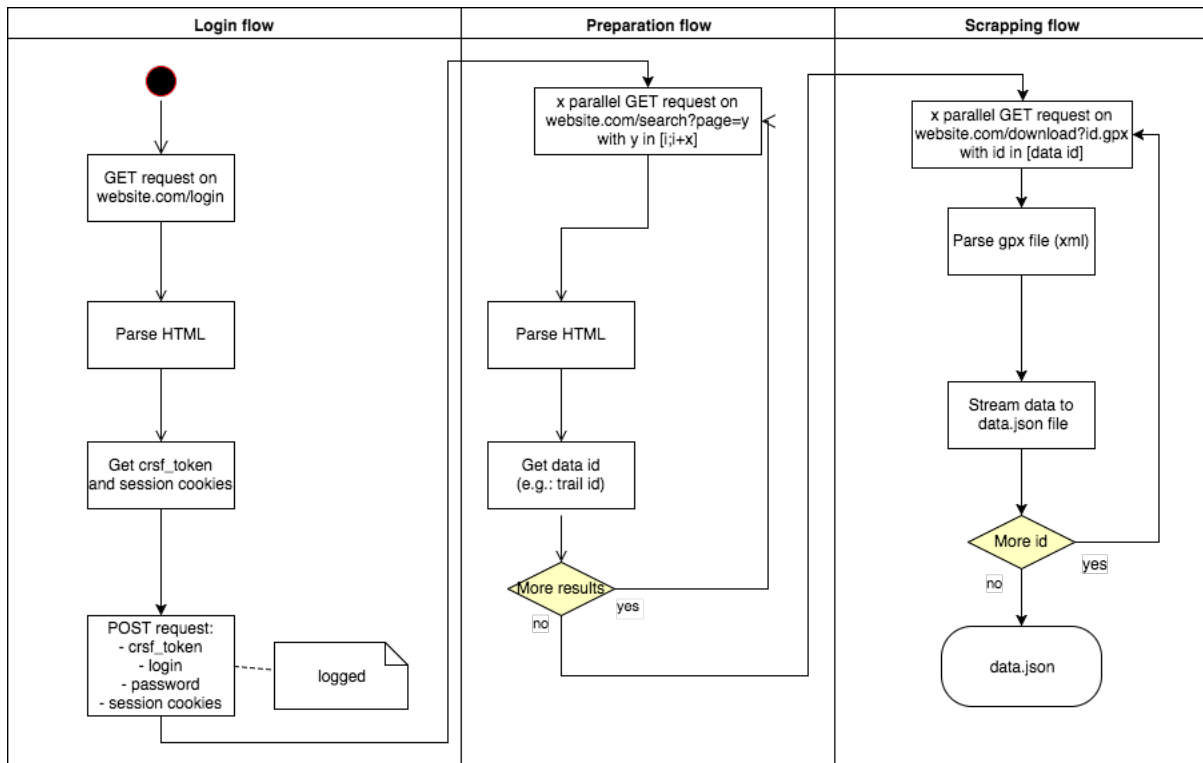 Login flow
GET request on
website.com/login
Parse HTML
Get crsf_token
and session cookies
POST request:
- crsf_token
- login
- password
- session cookies
logged
Preparation flow
x parallel GET request on
website.com/search?page=y
with y in [i;i+x]
Parse HTML
Get data id
(e.g.: trail id)
More results
yes
no
Scrapping flow
x parallel GET request on
website.com/download?id.gpx
with id in [data id]
Parse gpx file (xml)
Stream data to
data.json file
More id
yes
no
data.json